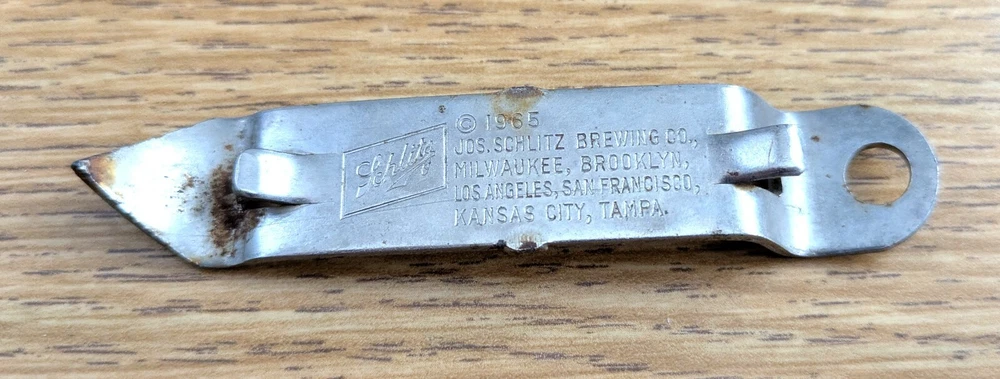 Schlitz
© 1965
JOS. SCHLITZ BREWING CO.,
MILWAUKEE, BROOKLYN,
LOS ANGELES, SAN FRANCISCO,
KANSAS CITY, TAMPA.